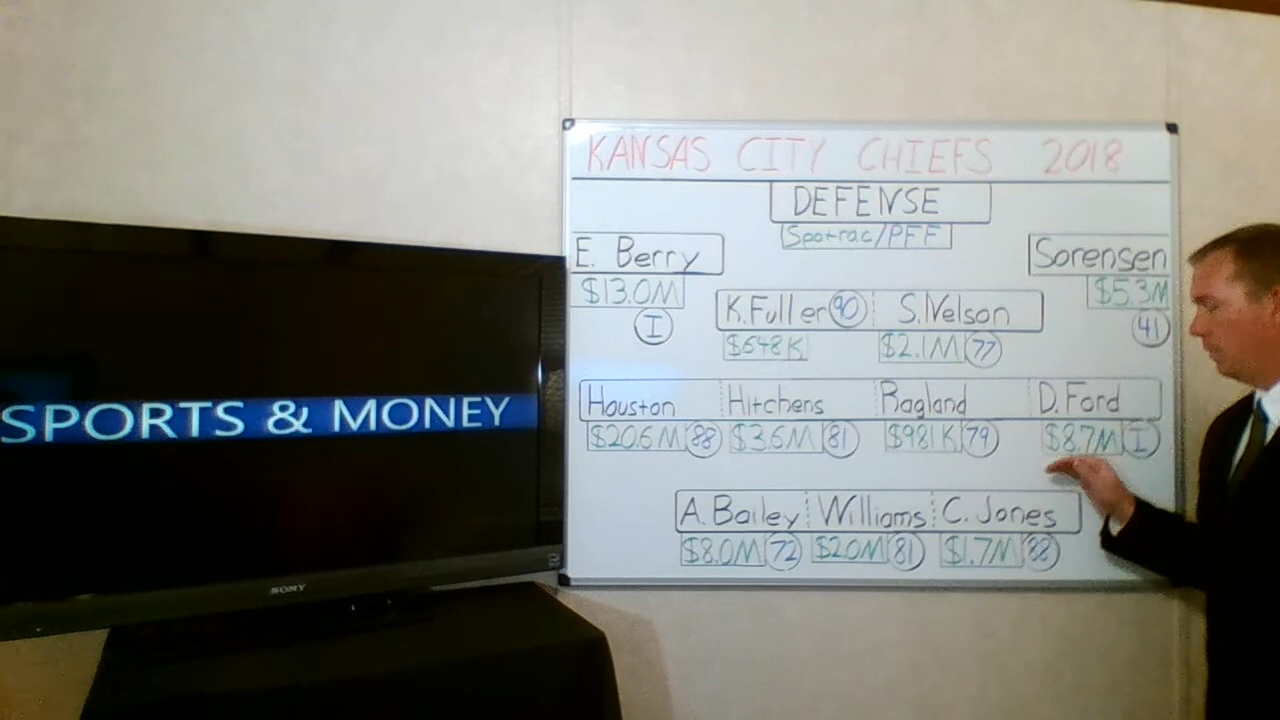 KANSAS CITY CHIEFS 2018
DEFENSE
Spotrac/PFF
E. Berry
$13.0M
I
Sorensen
$5.3M
41
K.Fuller 90 S.Nelson
$648K $2.1M 77
Houston Hitchens Ragland D.Ford
$20.6M 88 $3.6M 81 $981K 79 $8.7M I
A.Bailey Williams C.Jones
$8.0M 72 $2.0M 81 $1.7M 88
SPORTS & MONEY
SONY